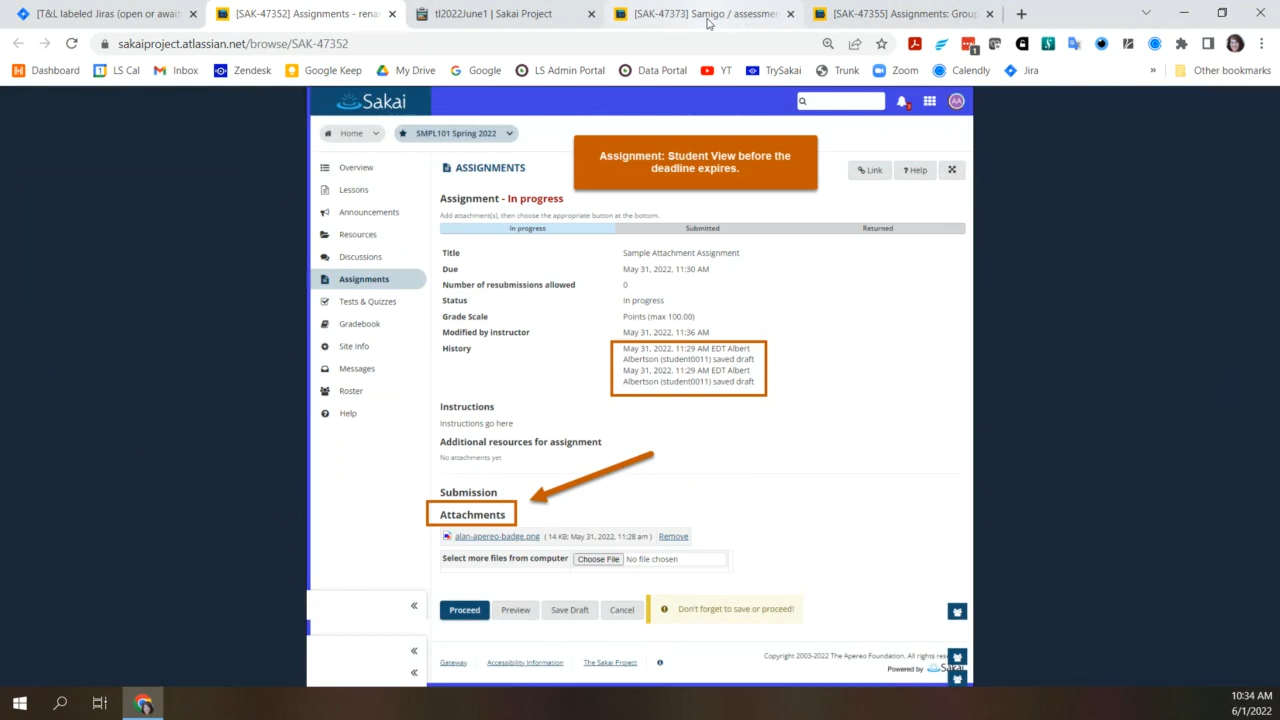 T&L labeled Jiras (open or await
[SAK-47352] Assignments - rena
tl2022June1 | Sakai Project
[SAK-47373] Samigo / assessmen
[SAK-47355] Assignments: Group
sakaiproject.atlassian.net/browse/SAK-47352
1
Dashboard
LS Cal
Inbox
Zendesk
Google Keep
My Drive
Google
LS Admin Portal
Data Portal
YT
TrySakai
Trunk
Zoom
Calendly
Jira
»
Other bookmarks
Sakai
AA
Home
SMPL101 Spring 2022
Overview
Lessons
Announcements
Resources
Discussions
Assignments
Tests & Quizzes
Gradebook
Site Info
Messages
Roster
Help
ASSIGNMENTS
Assignment: Student View before the
deadline expires.
Link
? Help
Assignment - In progress
Add attachment(s), then choose the appropriate button at the bottom.
In progress
Submitted
Returned
Title Sample Attachment Assignment
Due May 31, 2022, 11:30 AM
Number of resubmissions allowed 0
Status In progress
Grade Scale Points (max 100.00)
Modified by instructor May 31, 2022, 11:36 AM
History May 31, 2022, 11:29 AM EDT Albert
Albertson (student0011) saved draft
May 31, 2022, 11:29 AM EDT Albert
Albertson (student0011) saved draft
Instructions
Instructions go here
Additional resources for assignment
No attachments yet
Submission
Attachments
alan-apereo-badge.png ( 14 KB; May 31, 2022, 11:28 am ) Remove
Select more files from computer Choose File No file chosen
Proceed
Preview
Save Draft
Cancel
Don't forget to save or proceed!
Gateway
Accessibility Information
The Sakai Project
Copyright 2003-2022 The Apereo Foundation. All rights
Powered by Sakai
10:34 AM
6/1/2022